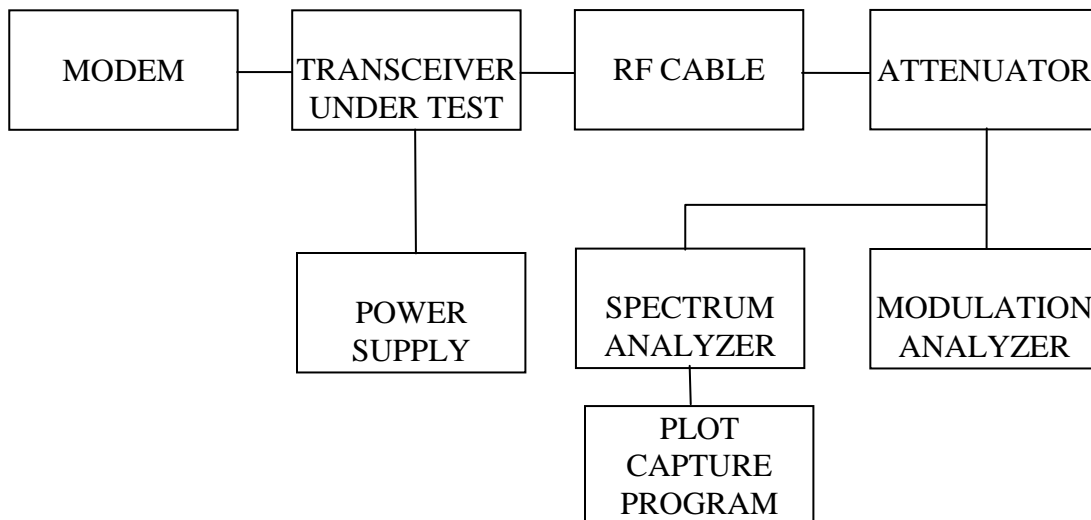 MODEM
TRANSCEIVER
UNDER TEST
RF CABLE
ATTENUATOR
POWER
SUPPLY
SPECTRUM
ANALYZER
MODULATION
ANALYZER
PLOT
CAPTURE
PROGRAM